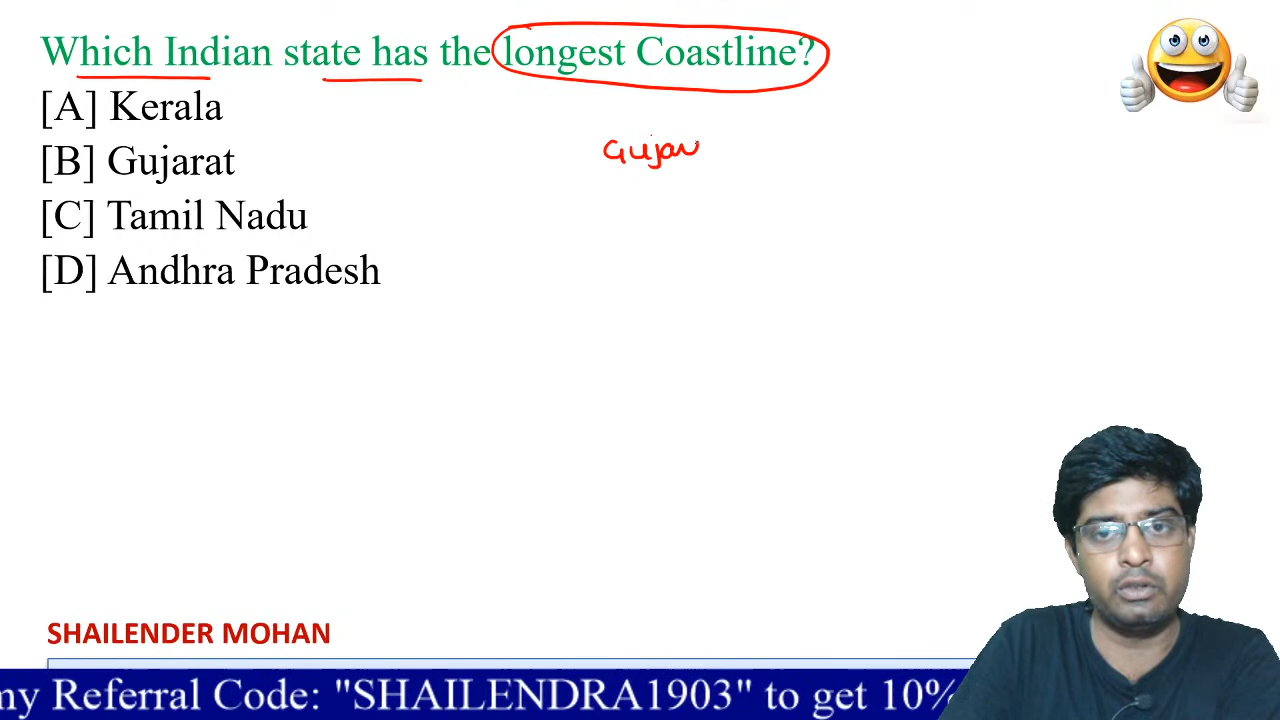 Which Indian state has the longest Coastline?
[A] Kerala
Gujar
[B] Gujarat
[C] Tamil Nadu
[D] Andhra Pradesh
SHAILENDER MOHAN
my Referral Code: "SHAILENDRA1903" to get 10%